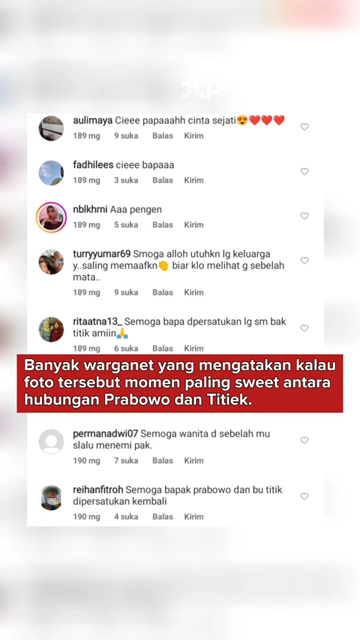 aulimaya Cieee papaaahh cinta sejati😍❤️❤️❤️
189 mg 9 suka Balas Kirim
fadhilees cieee bapaaa
189 mg 3 suka Balas Kirim
nblkhrni Aaa pengen
189 mg 5 suka Balas Kirim
turryyumar69 Smoga alloh utuhkn lg keluarga
y..saling memaafkn👏 biar klo melihat g sebelah
mata..
189 mg 9 suka Balas Kirim
ritaatna13_ Semoga bapa dpersatukan lg sm bak
titik amiin🙏
189 mg 6 suka Balas Kirim
Banyak warganet yang mengatakan kalau
foto tersebut momen paling sweet antara
hubungan Prabowo dan Titiek.
permanadwi07 Semoga wanita d sebelah mu
slalu menemi pak.
190 mg 7 suka Balas Kirim
reihanfitroh Semoga bapak prabowo dan bu titik
dipersatukan kembali
190 mg 4 suka Balas Kirim